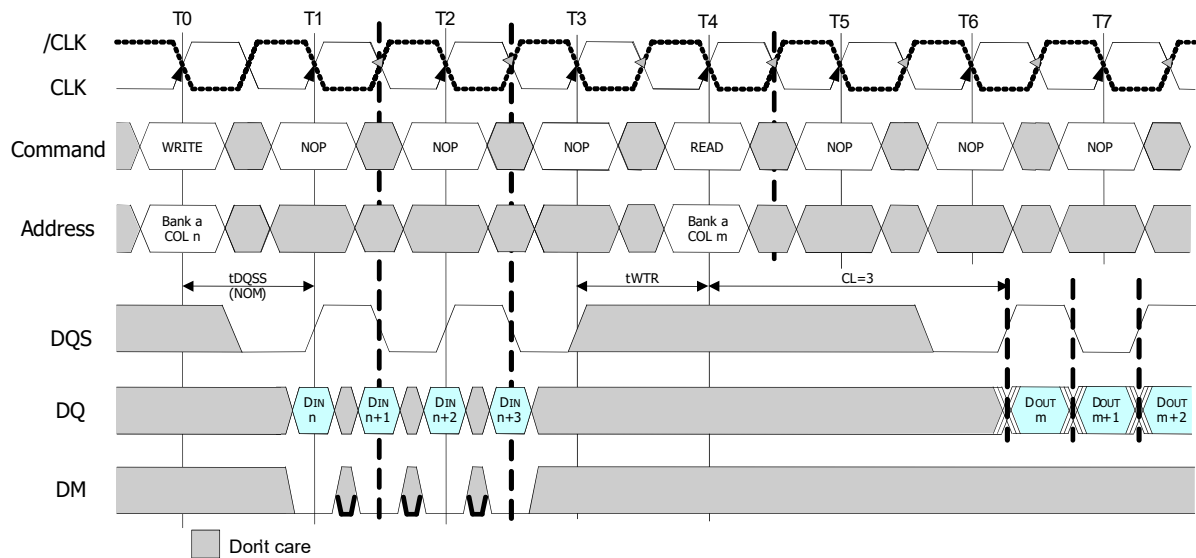 T0 T1 T2 T3 T4 T5 T6 T7
/CLK
CLK
Command WRITE NOP NOP NOP READ NOP NOP NOP
Address Bank a COL n Bank a COL m
tDQSS (NOM) tWTR CL=3
DQS
DQ DIN n DIN n+1 DIN n+2 DIN n+3 DOUT m DOUT m+1 DOUT m+2
DM
Don't care